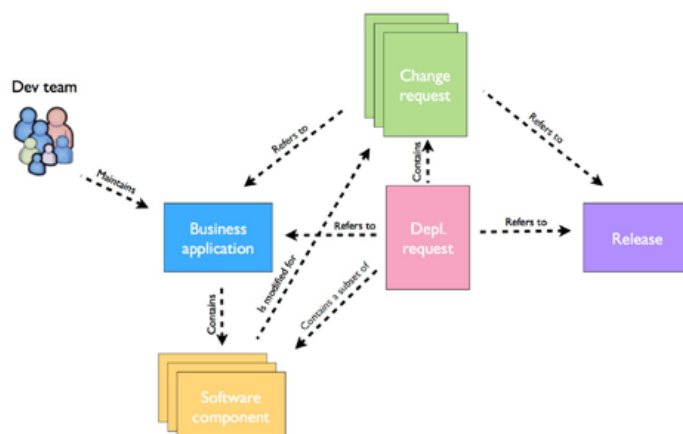 Change
request
Dev team
Refers to
Refers to
Maintains
Contains
Business
application
Refers to
Depl.
request
Refers to
Release
Is modified for
Contains a subset of
Contains
Software
component